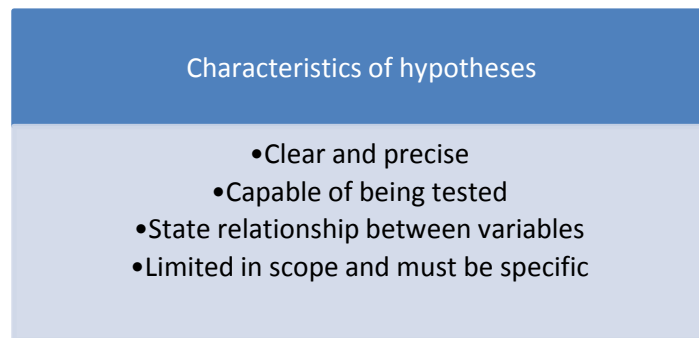 Characteristics of hypotheses
•Clear and precise
•Capable of being tested
•State relationship between variables
•Limited in scope and must be specific